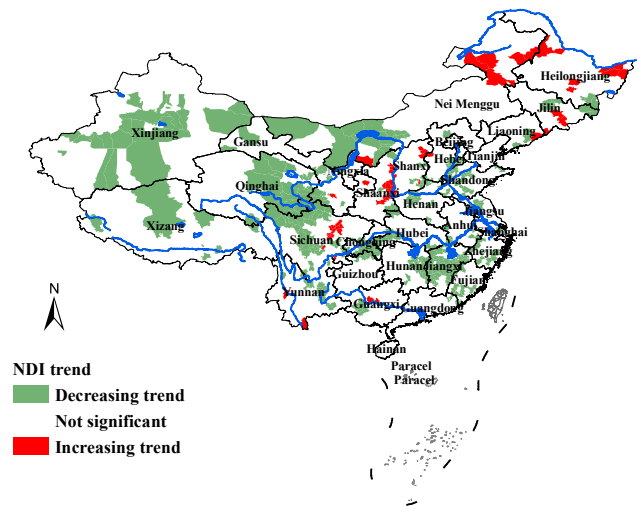 Heilongjiang
Nei Menggu
Jilin
Liaoning
Beijing
Xinjiang
Gansu
Hebei
Tianjin
Ningxia
Shanxi
Shandong
Qinghai
Shaanxi
Henan
Jiangsu
Xizang
Hubei
Anhui
Shanghai
Sichuan
Chongqing
Zhejiang
Hunan
Jiangxi
Guizhou
Fujian
Yunnan
Guangxi
Guangdong
N
Hainan
Paracel
Paracel
NDI trend
Decreasing trend
Not significant
Increasing trend